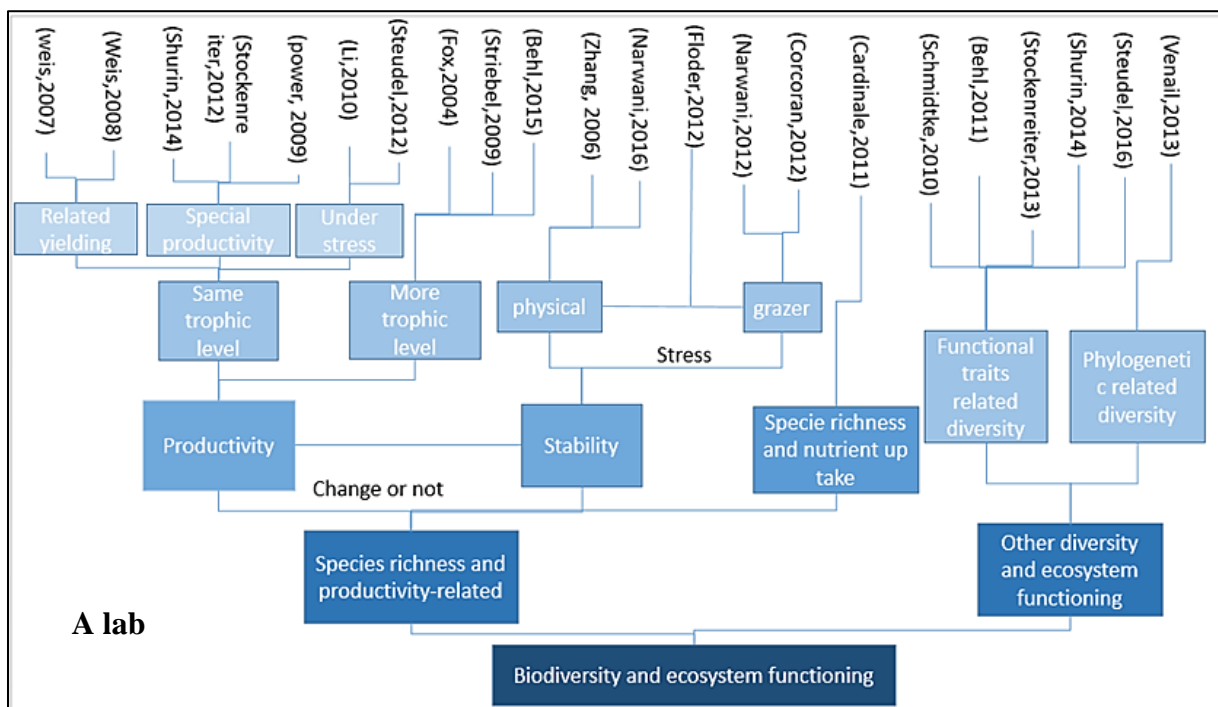 (weis,2007)
(Weis,2008)
(Shurin,2014)
(Stockenre
iter,2012)
(power, 2009)
(Li,2010)
(Steudel,2012)
(Fox,2004)
(Striebel,2009)
(Behl,2015)
(Zhang, 2006)
(Narwani,2016)
(Floder,2012)
(Narwani,2012)
(Corcoran,2012)
(Cardinale,2011)
(Schmidtke,2010)
(Behl,2011)
(Stockenreiter,2013)
(Shurin,2014)
(Steudel,2016)
(Venail,2013)
Related
yielding
Special
productivity
Under
stress
Same
trophic
level
More
trophic
level
physical
grazer
Stress
Functional
traits
related
diversity
Phylogeneti
c related
diversity
Productivity
Stability
Specie richness
and nutrient up
take
Change or not
Species richness and
productivity-related
Other diversity
and ecosystem
functioning
A lab
Biodiversity and ecosystem functioning